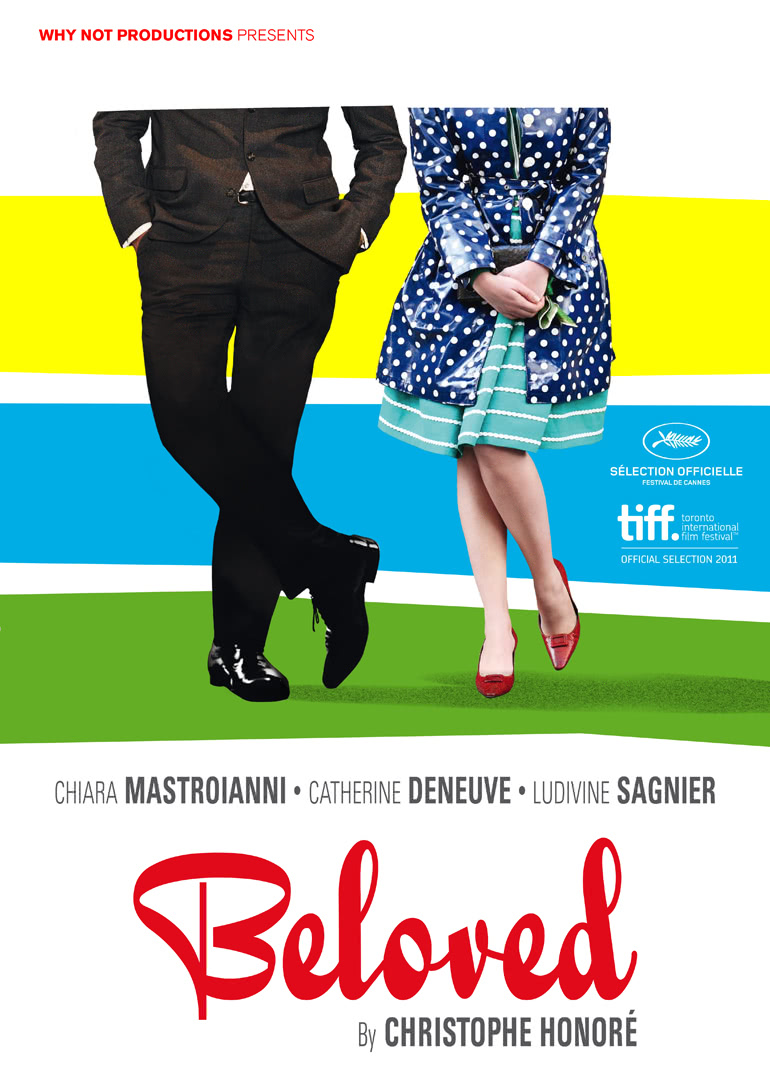 WHY NOT PRODUCTIONS PRESENTS
SÉLECTION OFFICIELLE
FESTIVAL DE CANNES
tiff. toronto
international
film festival™
OFFICIAL SELECTION 2011
CHIARA MASTROIANNI • CATHERINE DENEUVE • LUDIVINE SAGNIER
Beloved
By CHRISTOPHE HONORÉ